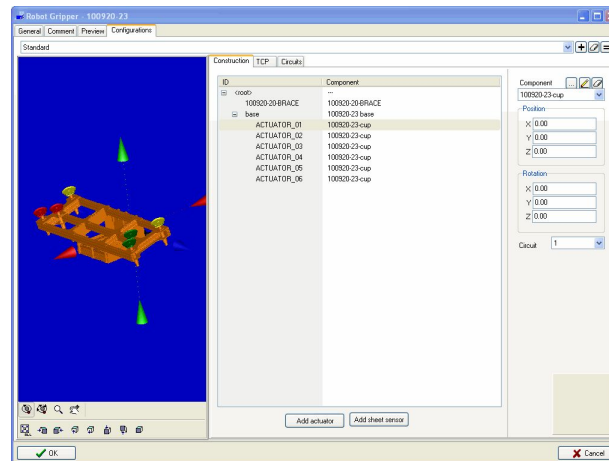 Robot Gripper - 100920-23
General Comment Preview Configurations
Standard
Construction TCP Circuits
ID Component
<root> ---
100920-20-BRACE 100920-20-BRACE
base 100920-23 base
ACTUATOR_01 100920-23-cup
ACTUATOR_02 100920-23-cup
ACTUATOR_03 100920-23-cup
ACTUATOR_04 100920-23-cup
ACTUATOR_05 100920-23-cup
ACTUATOR_06 100920-23-cup
Component ...
100920-23-cup
Position
X 0.00
Y 0.00
Z 0.00
Rotation
X 0.00
Y 0.00
Z 0.00
Circuit 1
Add actuator Add sheet sensor
OK Cancel